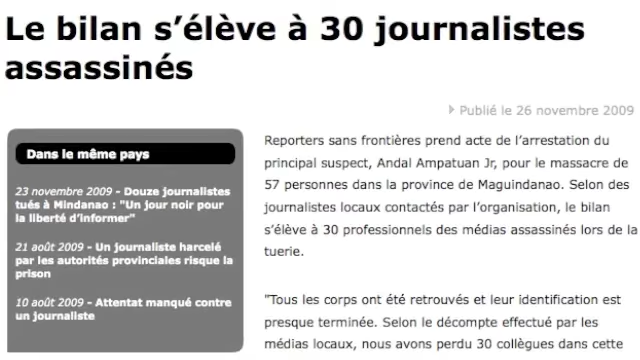 Le bilan s’élève à 30 journalistes
assassinés
Publié le 26 novembre 2009
Dans le même pays
23 novembre 2009 - Douze journalistes
tués à Mindanao : "Un jour noir pour
la liberté d’informer"
21 août 2009 - Un journaliste harcelé
par les autorités provinciales risque la
prison
10 août 2009 - Attentat manqué contre
un journaliste
Reporters sans frontières prend acte de l’arrestation du
principal suspect, Andal Ampatuan Jr, pour le massacre de
57 personnes dans la province de Maguindanao. Selon des
journalistes locaux contactés par l’organisation, le bilan
s’élève à 30 professionnels des médias assassinés lors de la
tuerie.
"Tous les corps ont été retrouvés et leur identification est
presque terminée. Selon le décompte effectué par les
médias locaux, nous avons perdu 30 collègues dans cette